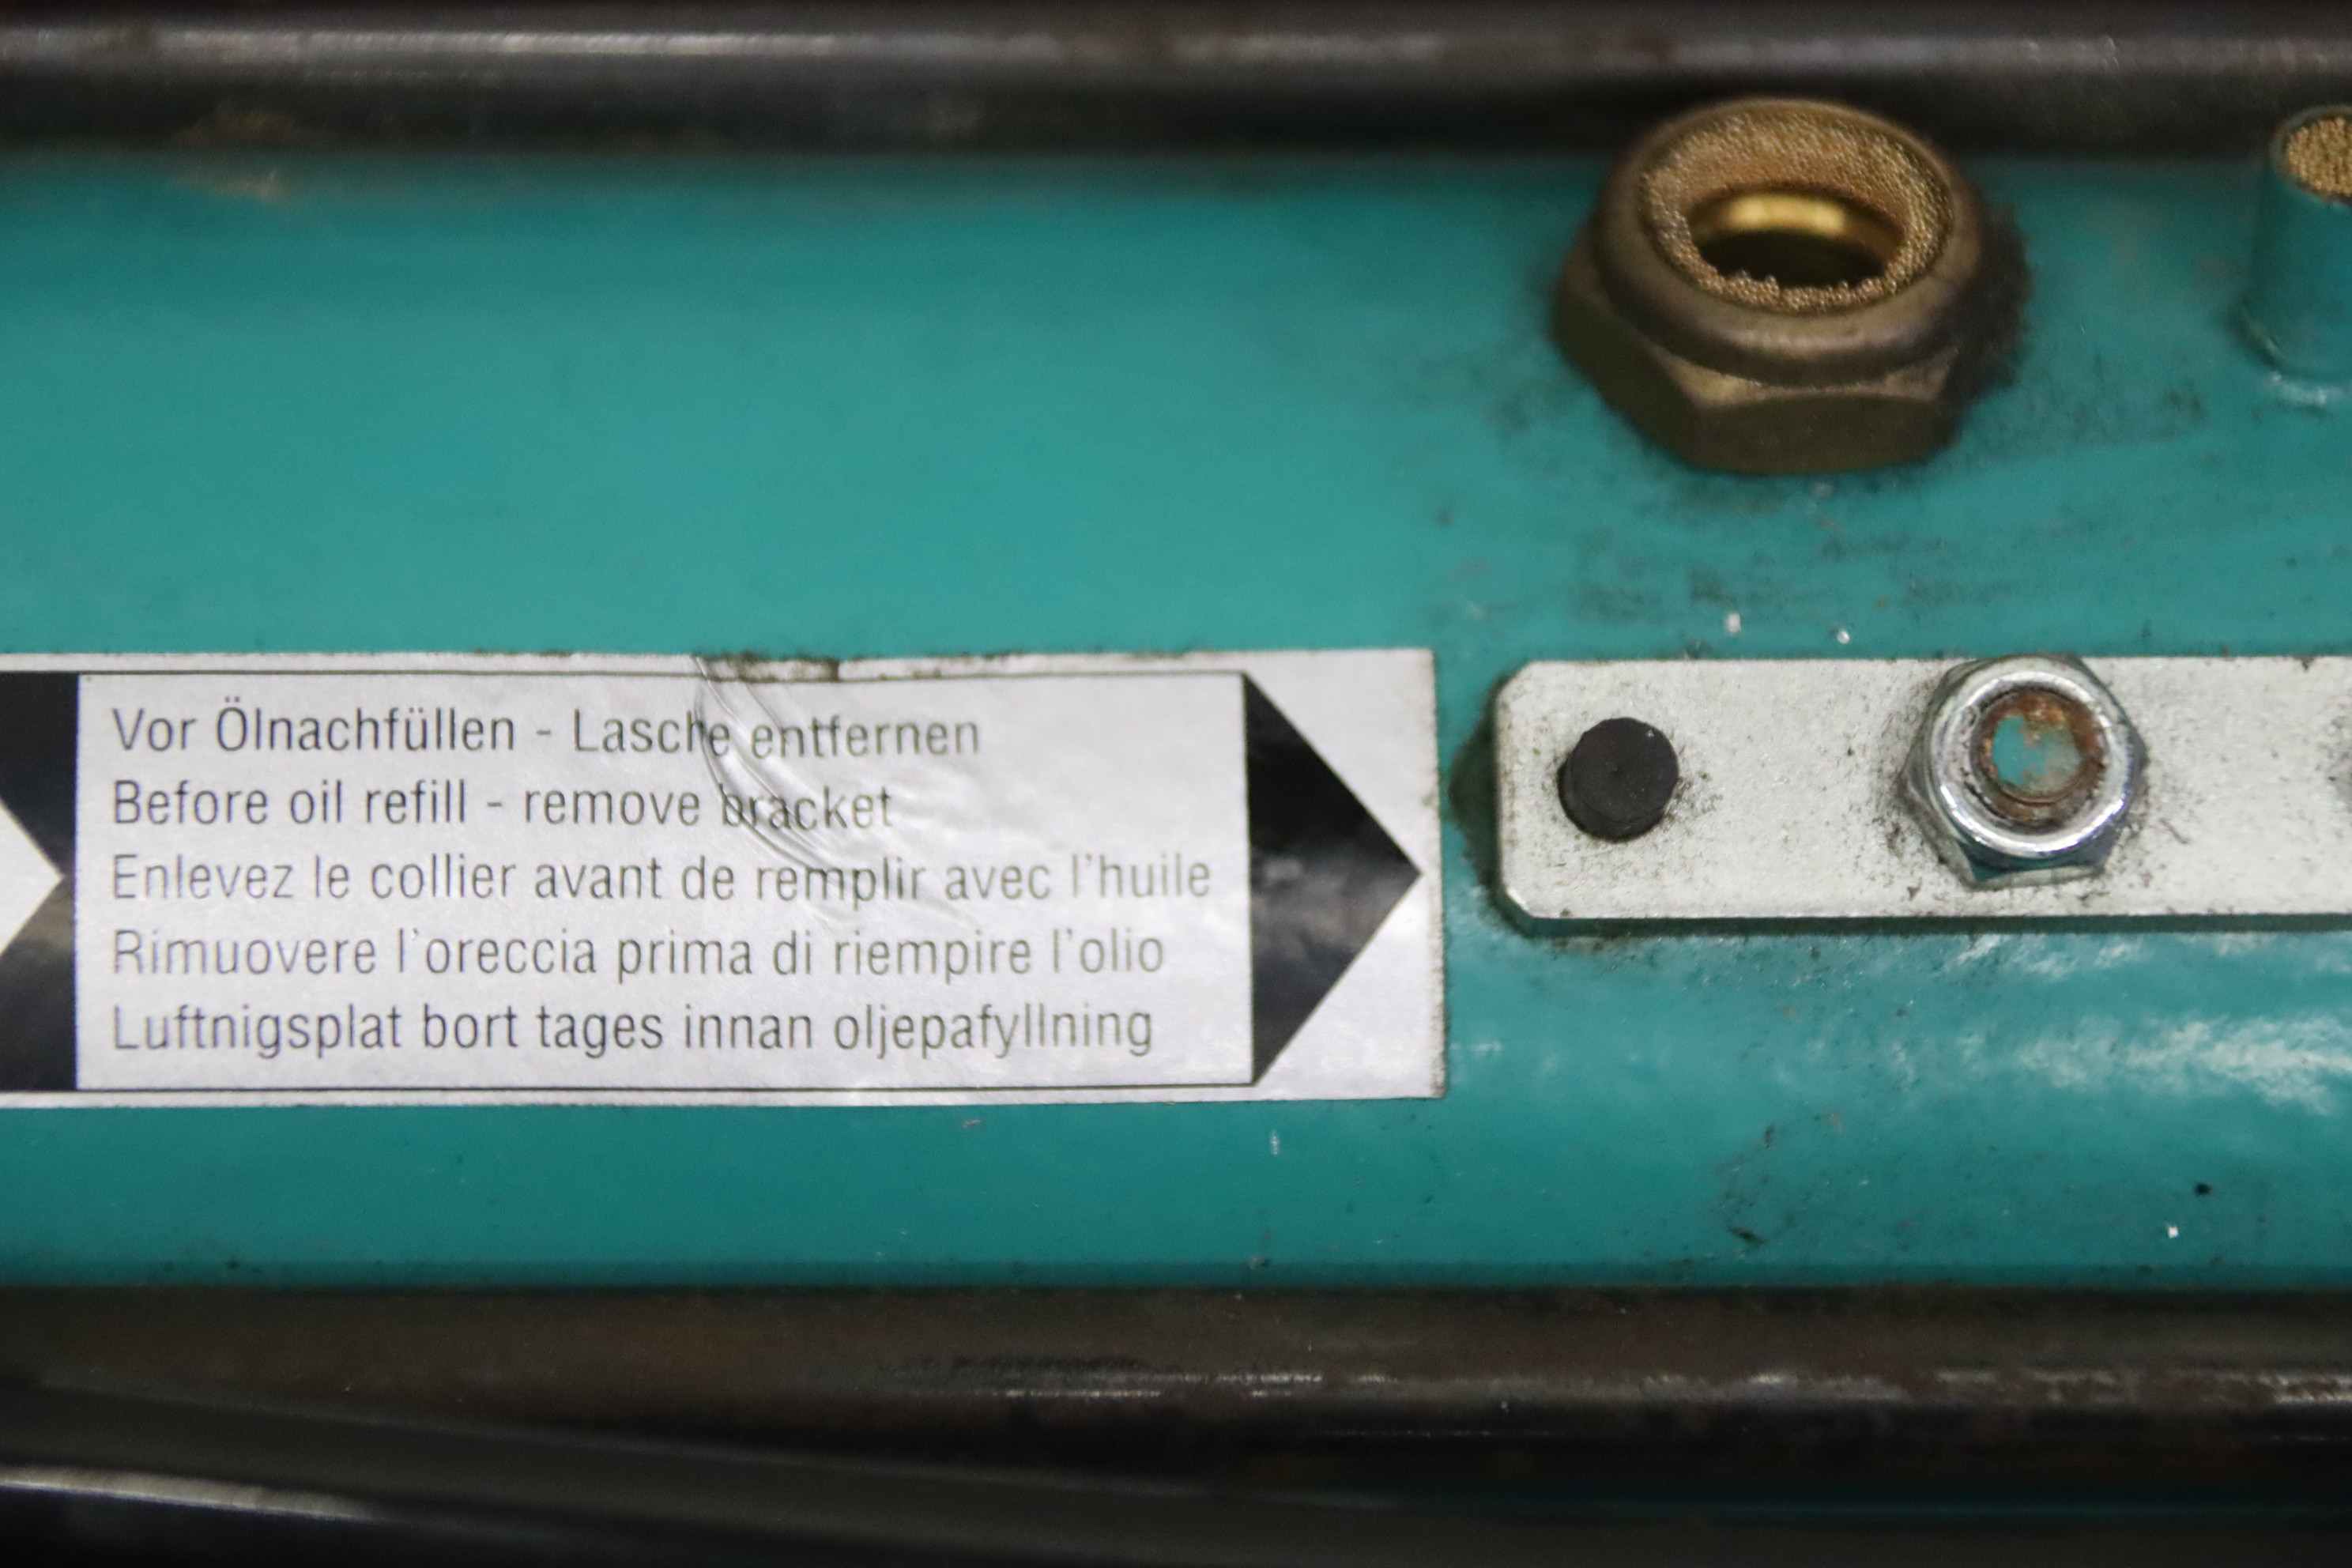 Vor Ölnachfüllen - Lasche entfernen
Before oil refill - remove bracket
Enlevez le collier avant de remplir avec l'huile
Rimuovere l'oreccia prima di riempire l'olio
Luftnigsplat bort tages innan oljepafyllning